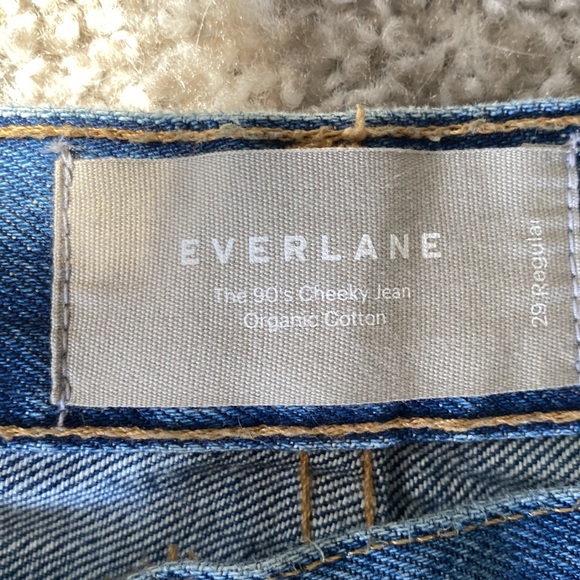 EVERLANE
The 90's Cheeky Jean
Organic Cotton
29 Regular